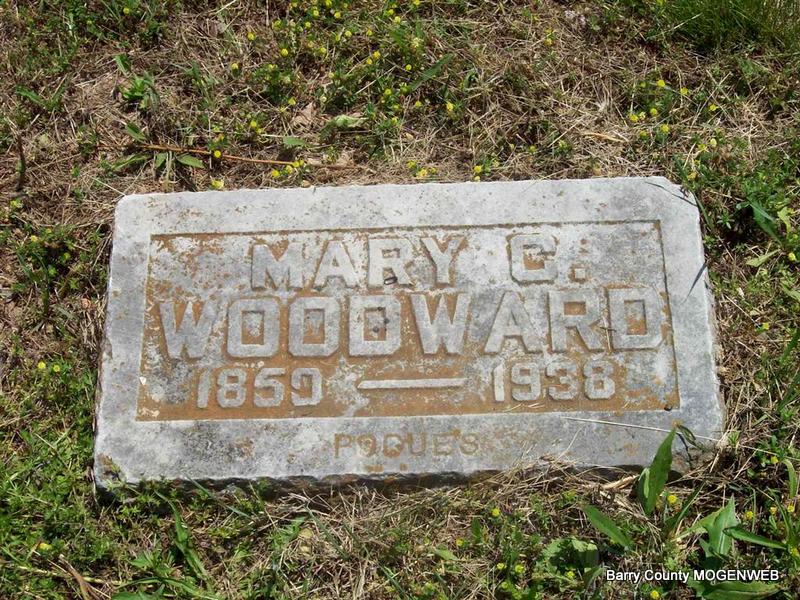 MARY C.
WOODWARD
1859 — 1938
POGUE'S
Barry County MOGENWEB